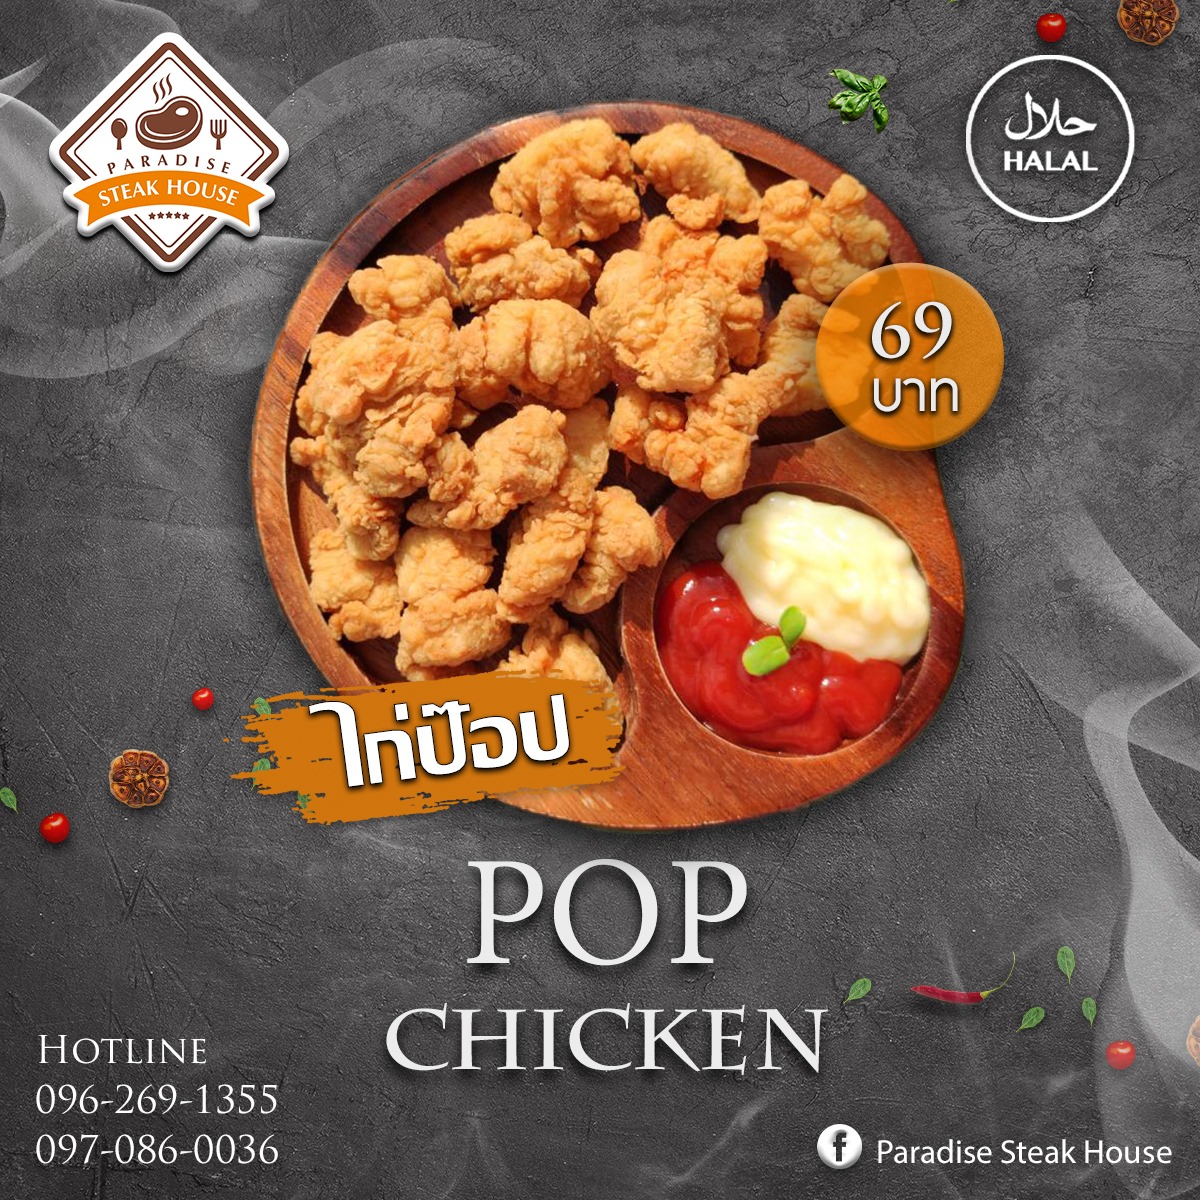 PARADISE
STEAK HOUSE
حلال
HALAL
69
บาท
ไก่ป๊อป
POP
CHICKEN
HOTLINE
096-269-1355
097-086-0036
f Paradise Steak House